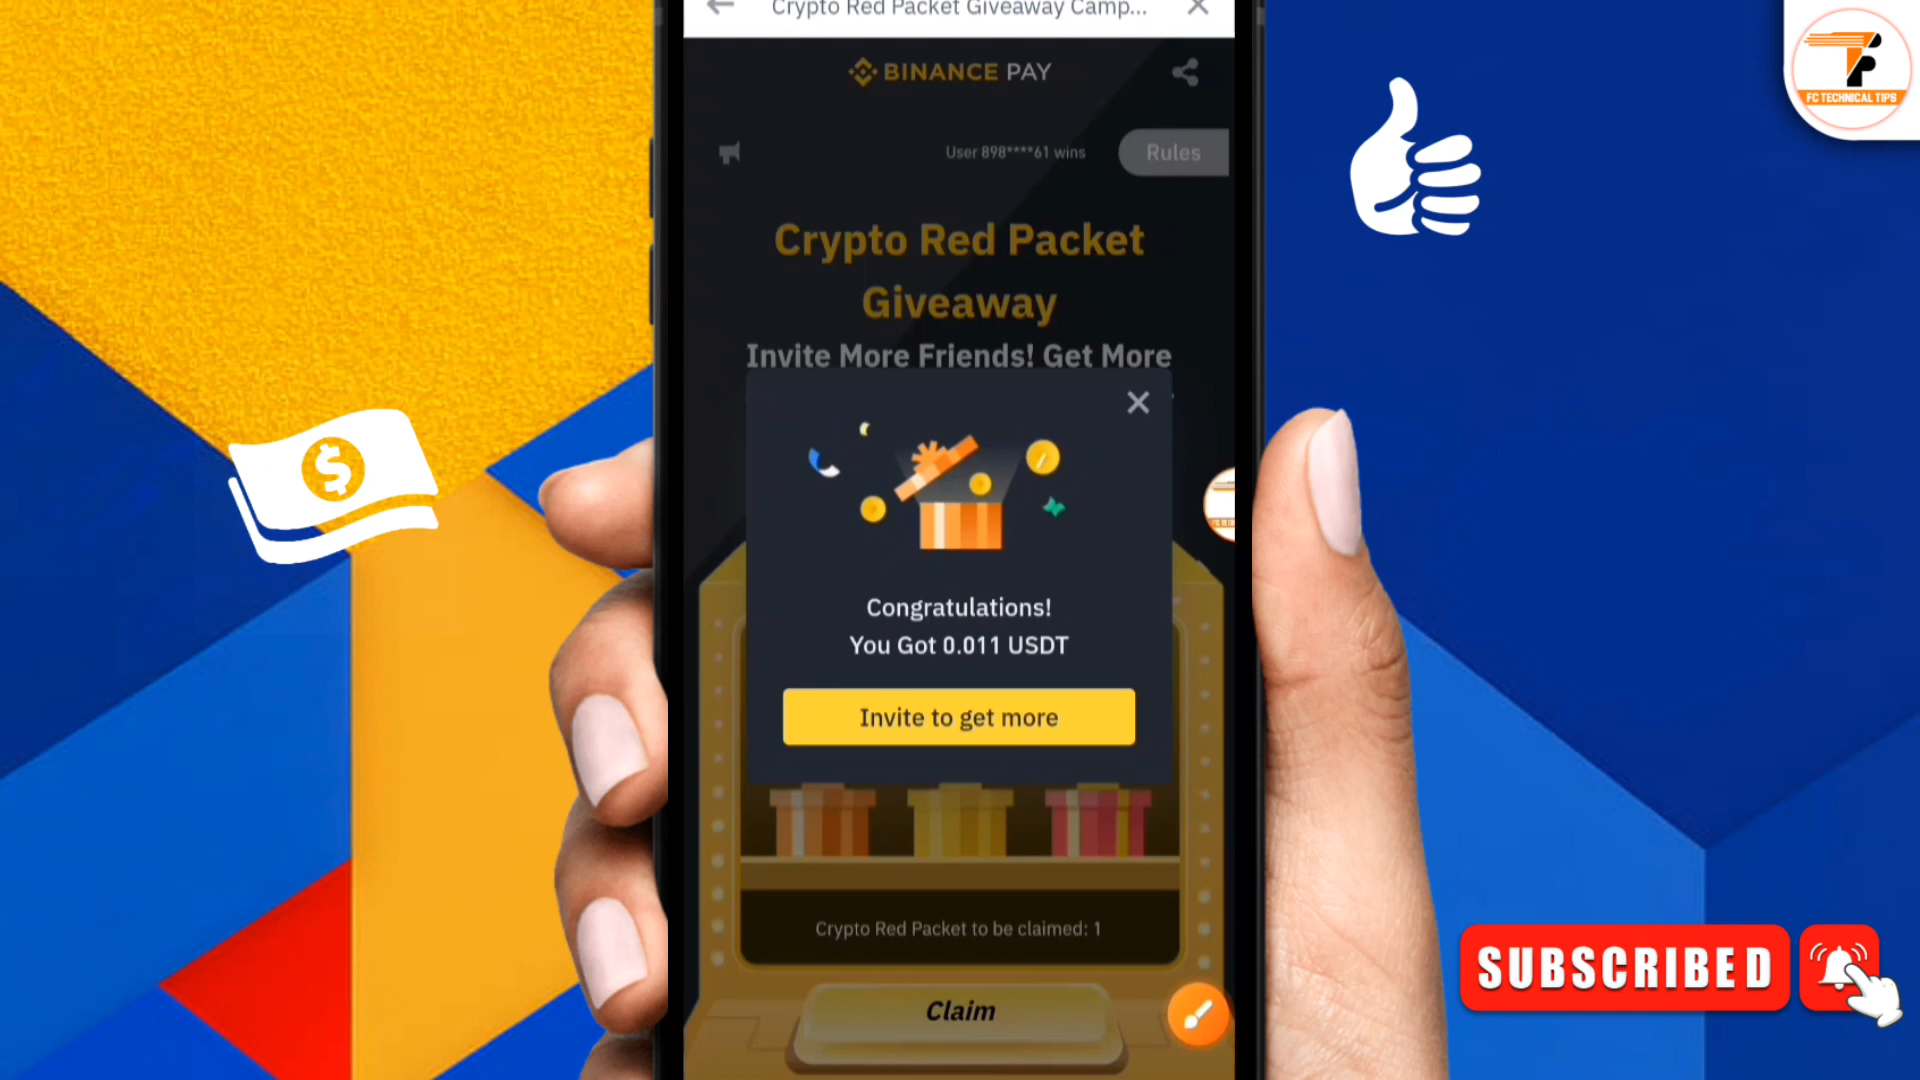 Crypto Red Packet Giveaway Camp...
BINANCE PAY
User 898****61 wins
Rules
Crypto Red Packet
Giveaway
Invite More Friends! Get More
Congratulations!
You Got 0.011 USDT
Invite to get more
Crypto Red Packet to be claimed: 1
Claim
FC TECHNICAL TIPS
SUBSCRIBED